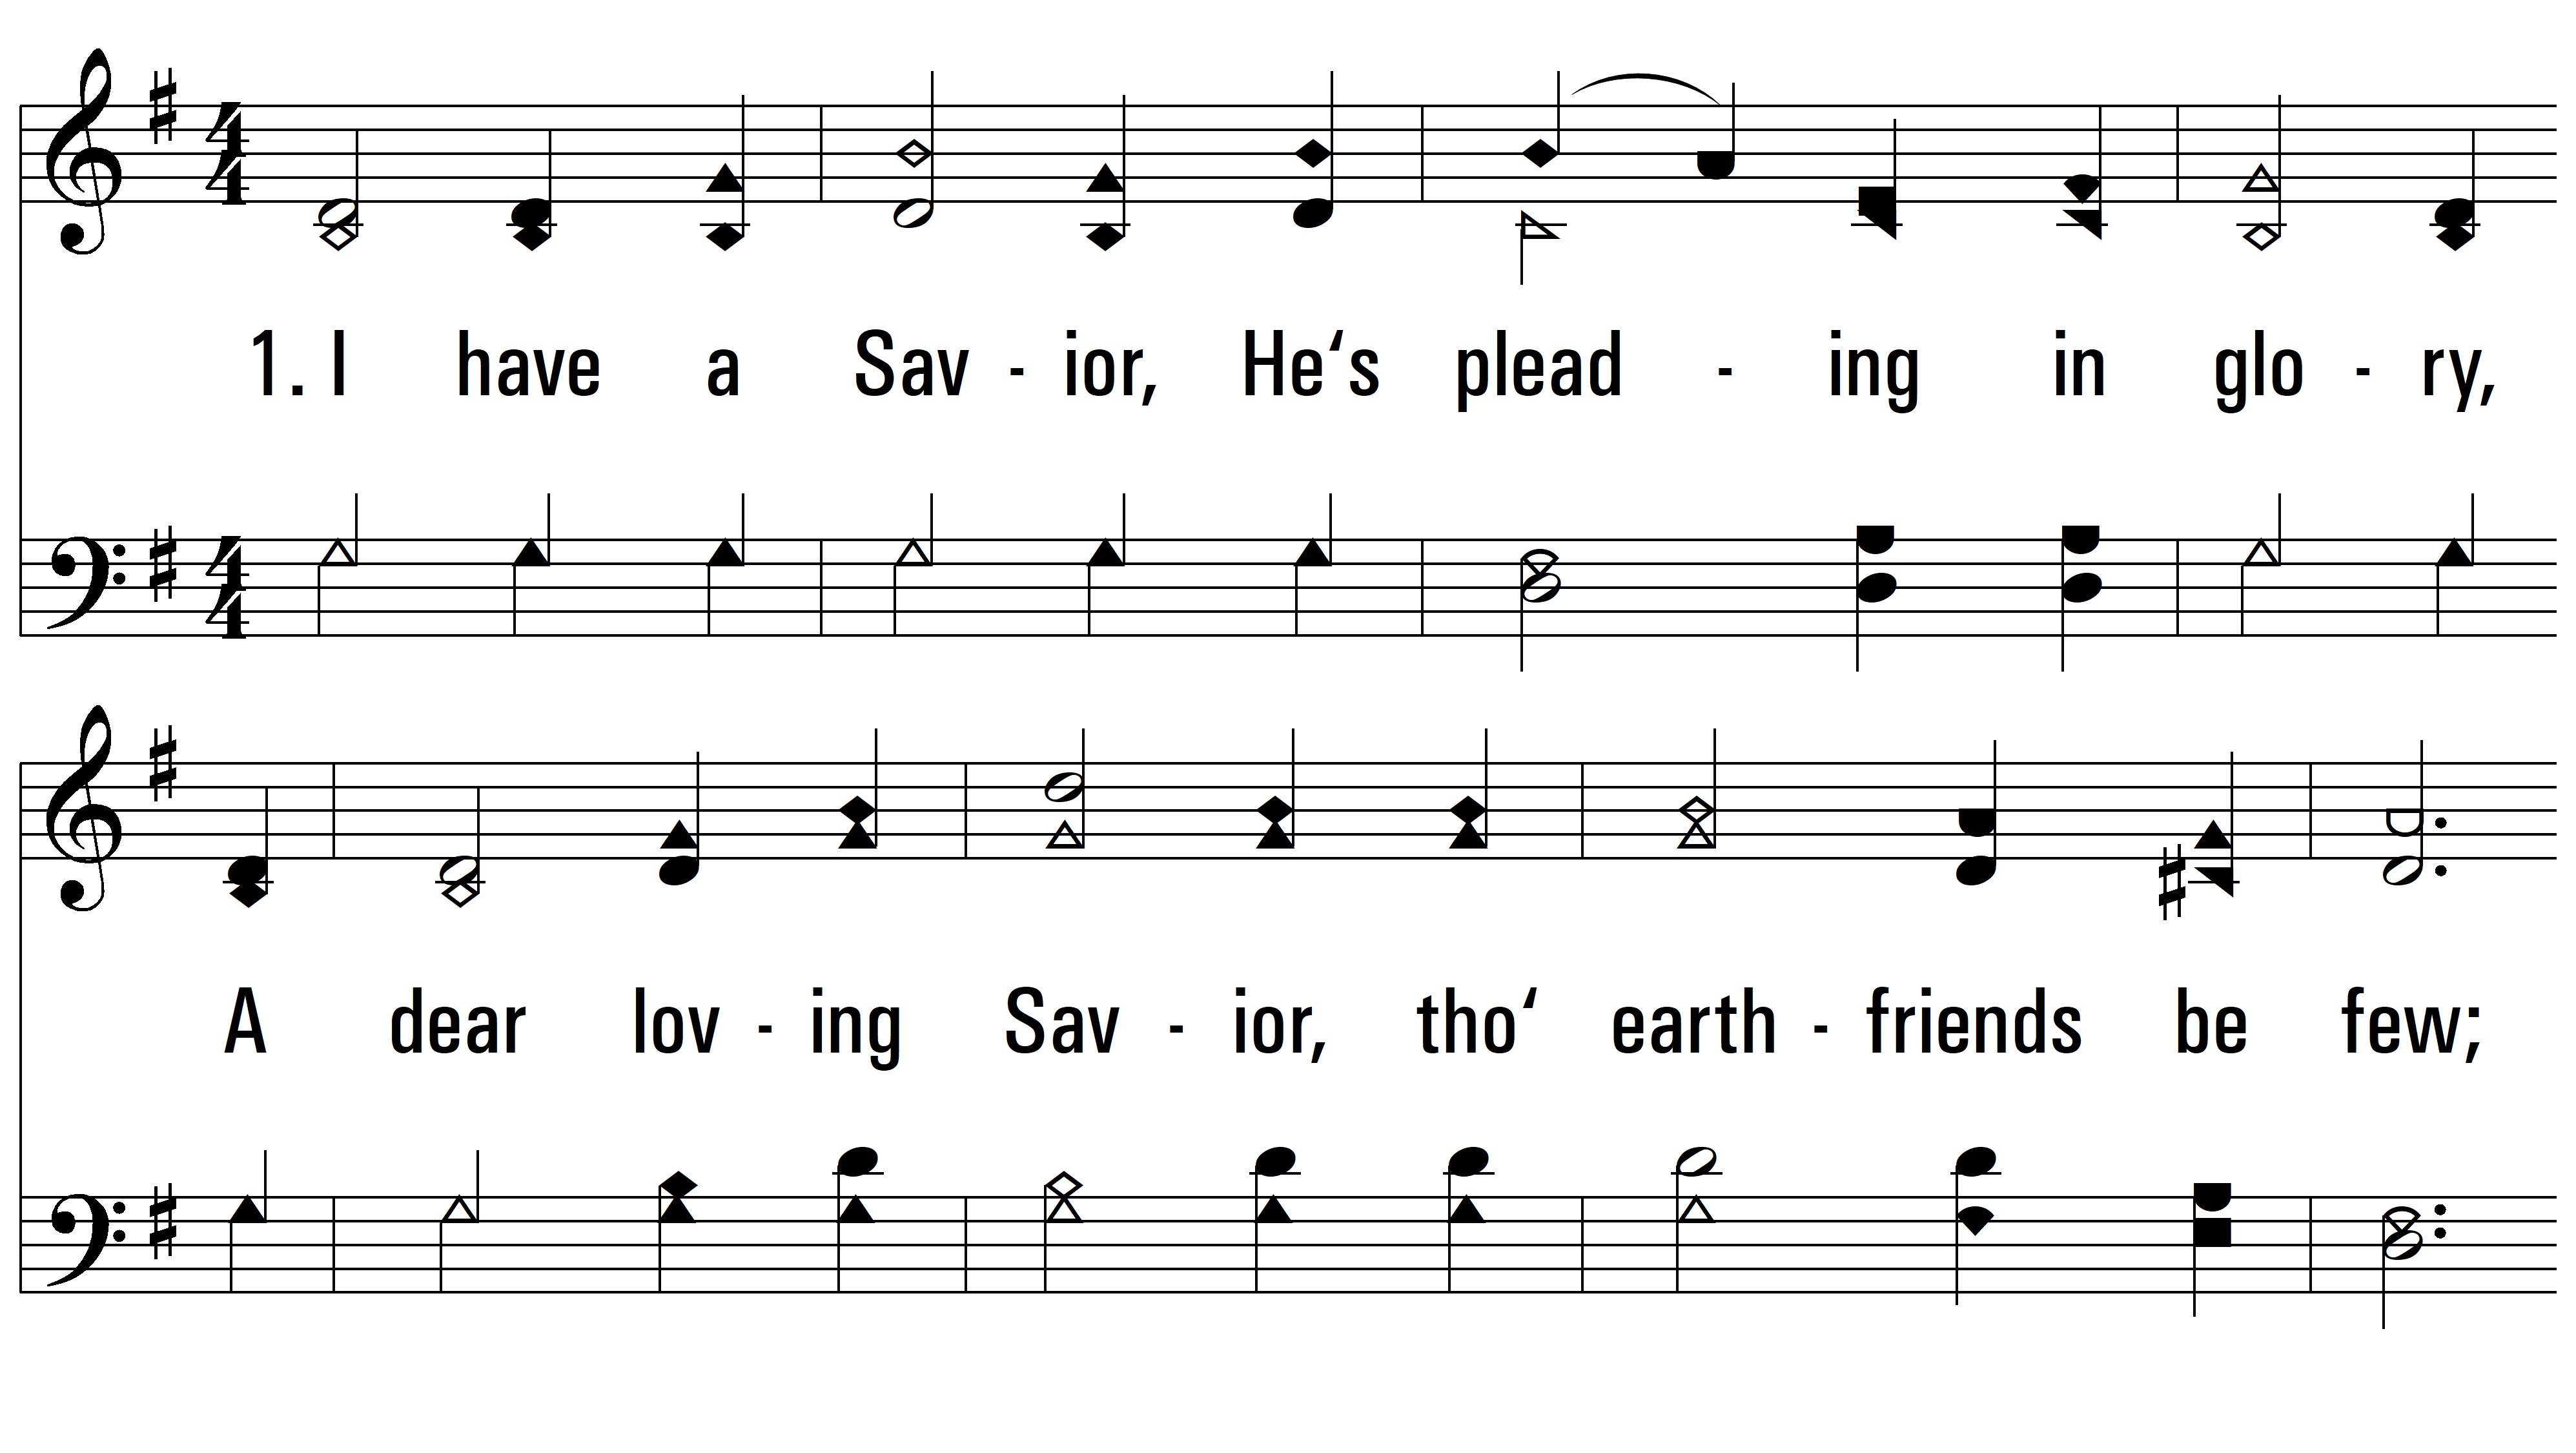 1. I have a Sav - ior, He‘s plead - ing in glo - ry,
A dear lov - ing Sav - ior, tho‘ earth - friends be few;